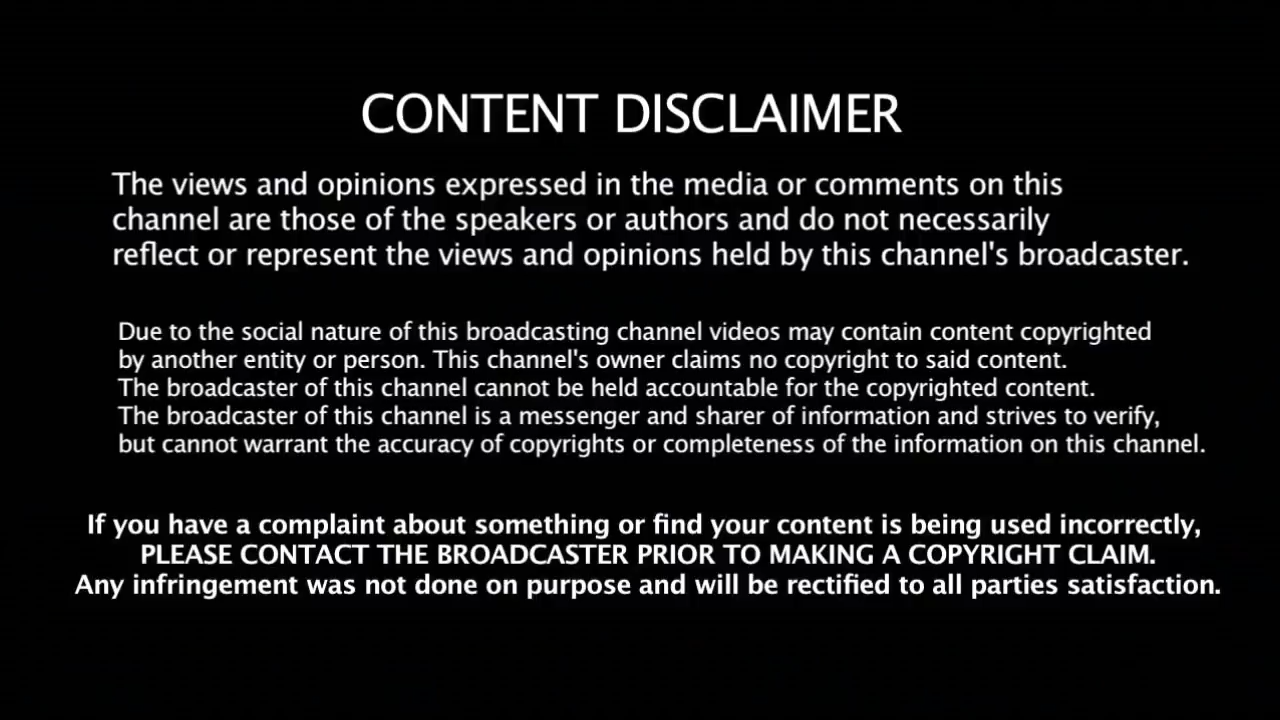 CONTENT DISCLAIMER
The views and opinions expressed in the media or comments on this
channel are those of the speakers or authors and do not necessarily
reflect or represent the views and opinions held by this channel's broadcaster.
Due to the social nature of this broadcasting channel videos may contain content copyrighted
by another entity or person. This channel's owner claims no copyright to said content.
The broadcaster of this channel cannot be held accountable for the copyrighted content.
The broadcaster of this channel is a messenger and sharer of information and strives to verify,
but cannot warrant the accuracy of copyrights or completeness of the information on this channel.
If you have a complaint about something or find your content is being used incorrectly,
PLEASE CONTACT THE BROADCASTER PRIOR TO MAKING A COPYRIGHT CLAIM.
Any infringement was not done on purpose and will be rectified to all parties satisfaction.